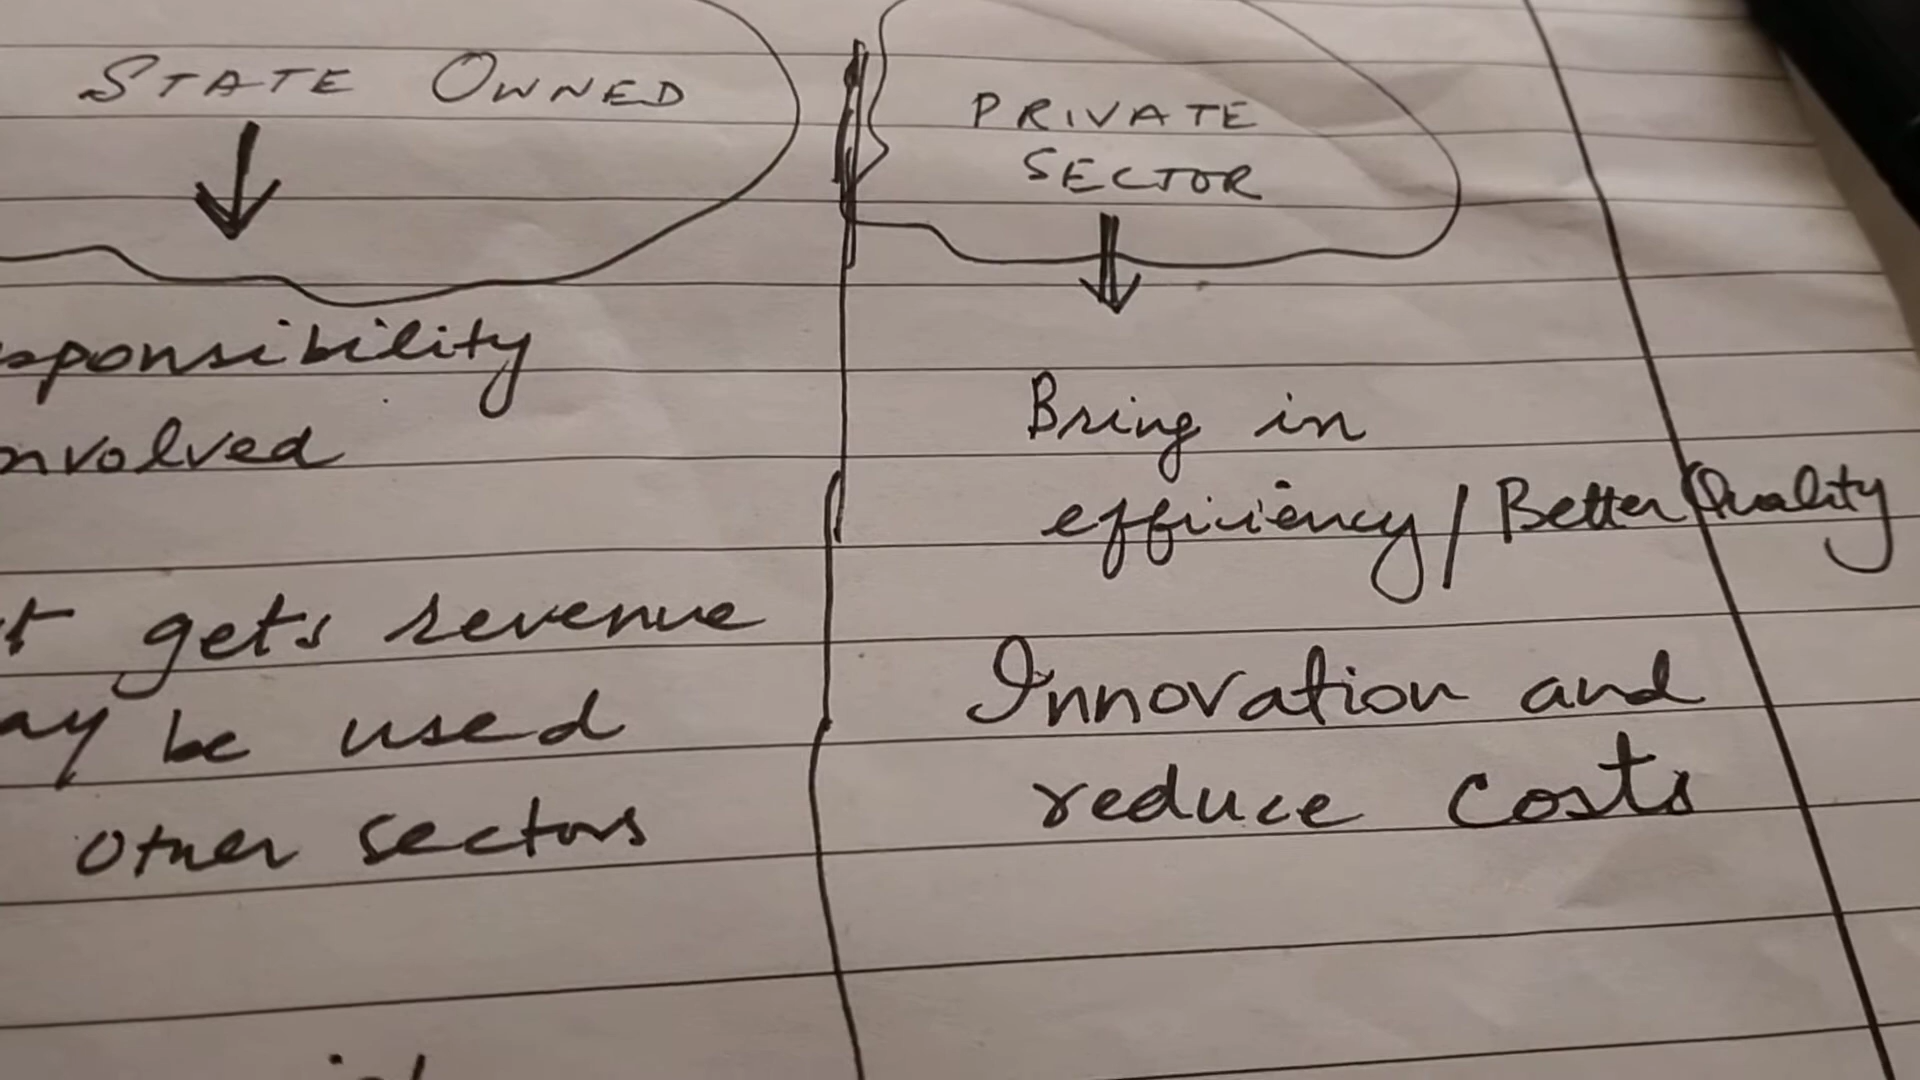 STATE OWNED
sponsibility
nvolved
t gets revenue
ay be used
other sectors
PRIVATE
SECTOR
Bring in
efficiency / Better Quality
Innovation and
reduce costs